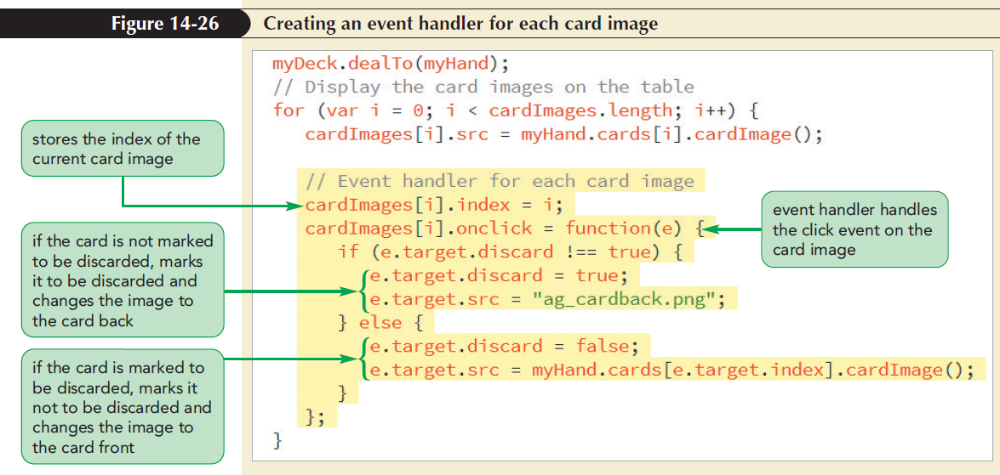 Figure 14-26
Creating an event handler for each card image
myDeck.dealTo(myHand);
// Display the card images on the table
for (var i = 0; i < cardImages.length; i++) {
cardImages[i].src = myHand.cards[i].cardImage();
// Event handler for each card image
cardImages[i].index = i;
cardImages[i].onclick = function(e) {
if (e.target.discard !== true) {
e.target.discard = true;
e.target.src = "ag_cardback.png";
} else {
e.target.discard = false;
e.target.src = myHand.cards[e.target.index].cardImage();
}
};
}
stores the index of the
current card image
if the card is not marked
to be discarded, marks
it to be discarded and
changes the image to
the card back
if the card is marked to
be discarded, marks it
not to be discarded and
changes the image to
the card front
event handler handles
the click event on the
card image